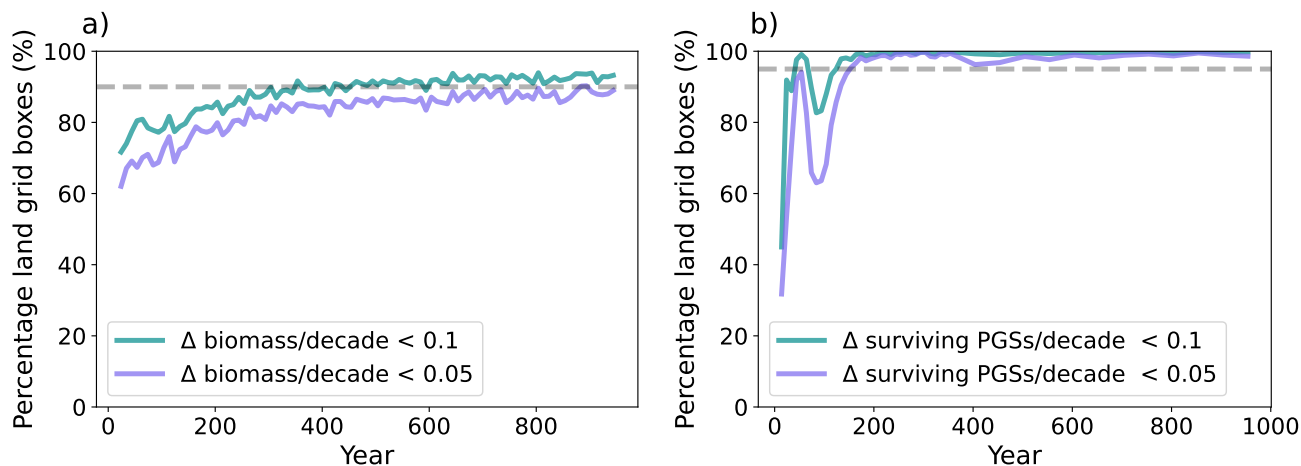 a)
Percentage land grid boxes (%)
100
80
60
40
20
0
Δ biomass/decade < 0.1
Δ biomass/decade < 0.05
0 200 400 600 800
Year
b)
Percentage land grid boxes (%)
100
80
60
40
20
0
Δ surviving PGSs/decade < 0.1
Δ surviving PGSs/decade < 0.05
0 200 400 600 800 1000
Year